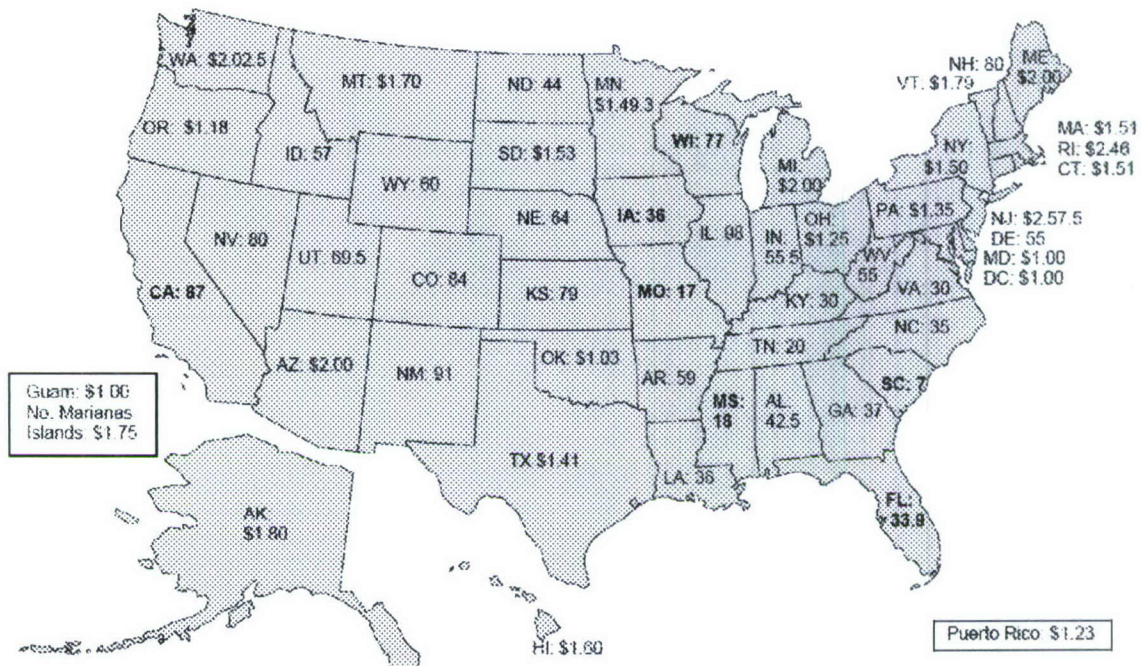 WA: $2.02.5
MT: $1.70
ND: 44
MN:
$1.49.3
NH: 80
VT: $1.79
ME
$2.00
OR: $1.18
ID: 57
SD: $1.53
WI: 77
MI:
$2.00
NY:
$1.50
MA: $1.51
RI: $2.46
CT: $1.51
WY: 60
NE: 64
IA: 36
IL: 98
IN:
55.5
OH:
$1.25
PA: $1.35
NJ: $2.57.5
DE: 55
MD: $1.00
DC: $1.00
NV: 80
UT: 69.5
CO: 84
KS: 79
MO: 17
KY: 30
WV
55
VA: 30
CA: 87
AZ: $2.00
NM: 91
OK: $1.03
AR: 59
TN: 20
NC: 35
SC: 7
MS:
18
AL:
42.5
GA: 37
Guam: $1.00
No. Marianas
Islands: $1.75
TX $1.41
LA: 36
FL:
33.9
AK
$1.80
HI: $1.60
Puerto Rico: $1.23